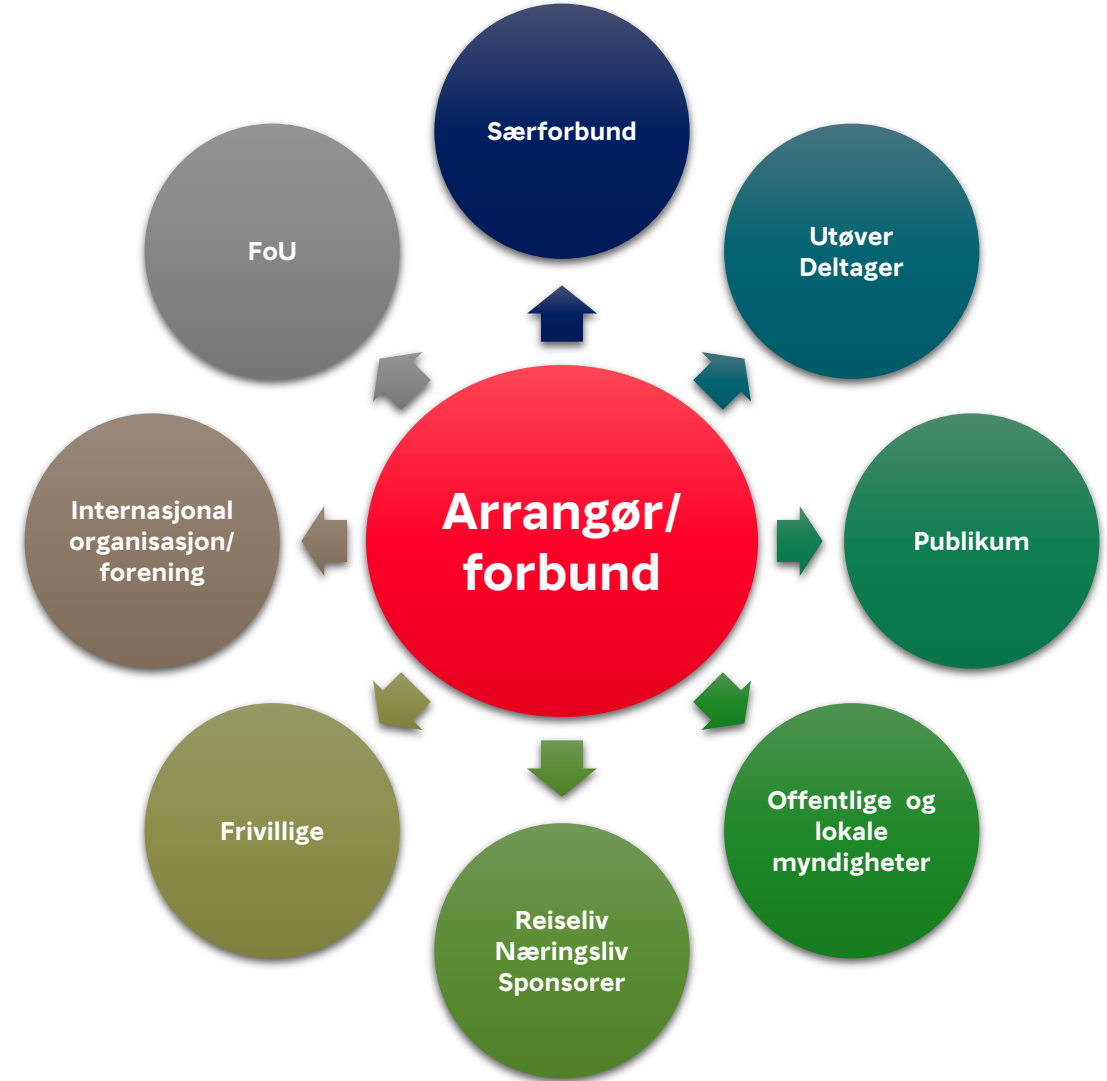 Særforbund
Utøver
Deltager
Publikum
Offentlige og
lokale
myndigheter
Reiseliv
Næringsliv
Sponsorer
Frivillige
Internasjonal
organisasjon/
forening
FoU
Arrangør/
forbund